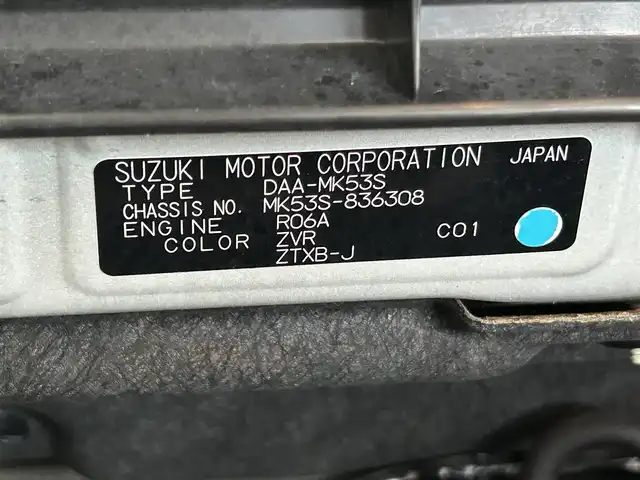 SUZUKI MOTOR CORPORATION JAPAN
TYPE DAA-MK53S
CHASSIS NO. MK53S-836308
ENGINE R06A
COLOR ZVR C01
ZTXB-J